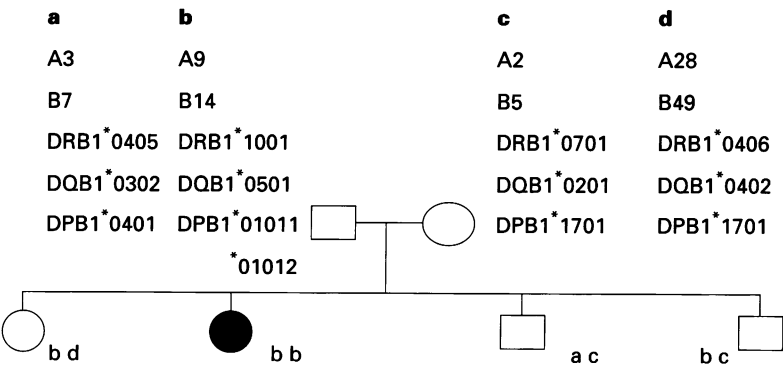 a b c d
A3 A9 A2 A28
B7 B14 B5 B49
DRB1*0405 DRB1*1001 DRB1*0701 DRB1*0406
DQB1*0302 DQB1*0501 DQB1*0201 DQB1*0402
DPB1*0401 DPB1*01011 DPB1*1701 DPB1*1701
*01012
b d b b a c b c